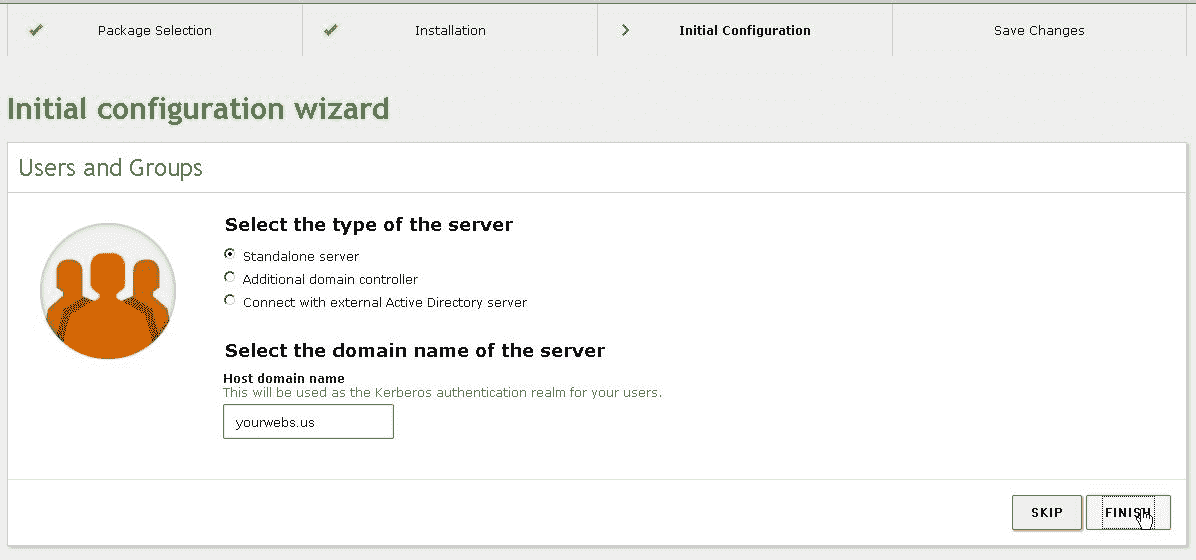 Package Selection
Installation
Initial Configuration
Save Changes
Initial configuration wizard
Users and Groups
Select the type of the server
Standalone server
Additional domain controller
Connect with external Active Directory server
Select the domain name of the server
Host domain name
This will be used as the Kerberos authentication realm for your users.
yourwebs.us
SKIP
FINISH